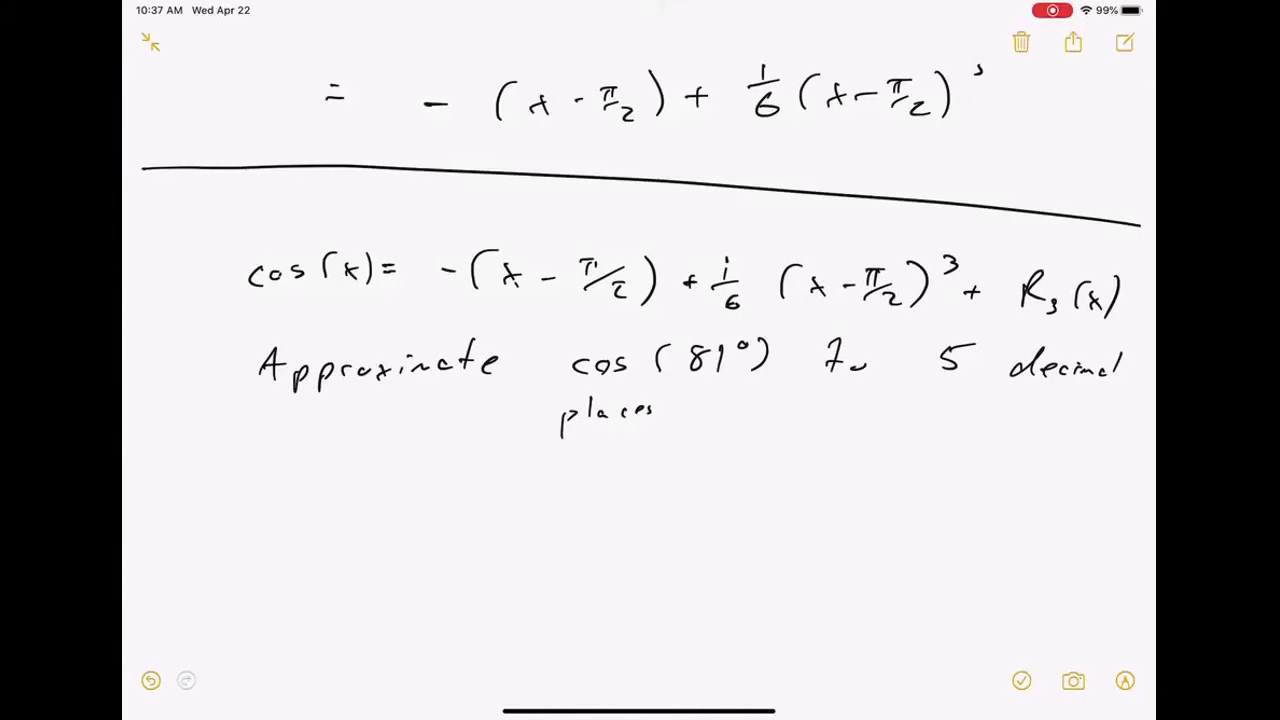 10:37 AM Wed Apr 22
99%
= - (x - π/2) + 1/6 (x - π/2)³
cos(x) = - (x - π/2) + 1/6 (x - π/2)³ + R₃(x)
Approximate cos(81°) to 5 decimal
places